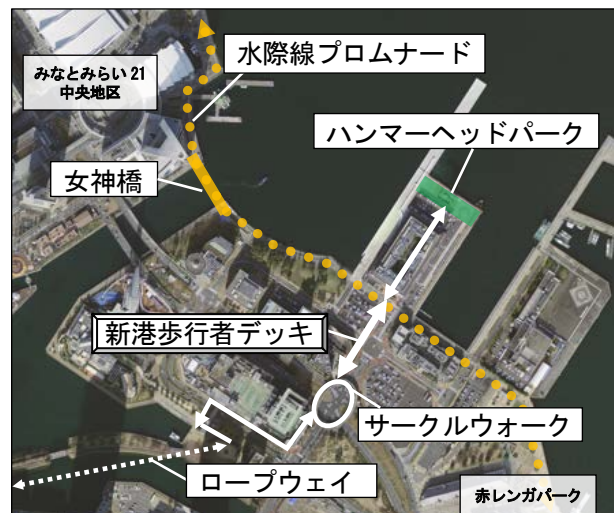 水際線プロムナード
みなとみらい21
中央地区
ハンマーヘッドパーク
女神橋
新港歩行者デッキ
サークルウォーク
ロープウェイ
赤レンガパーク